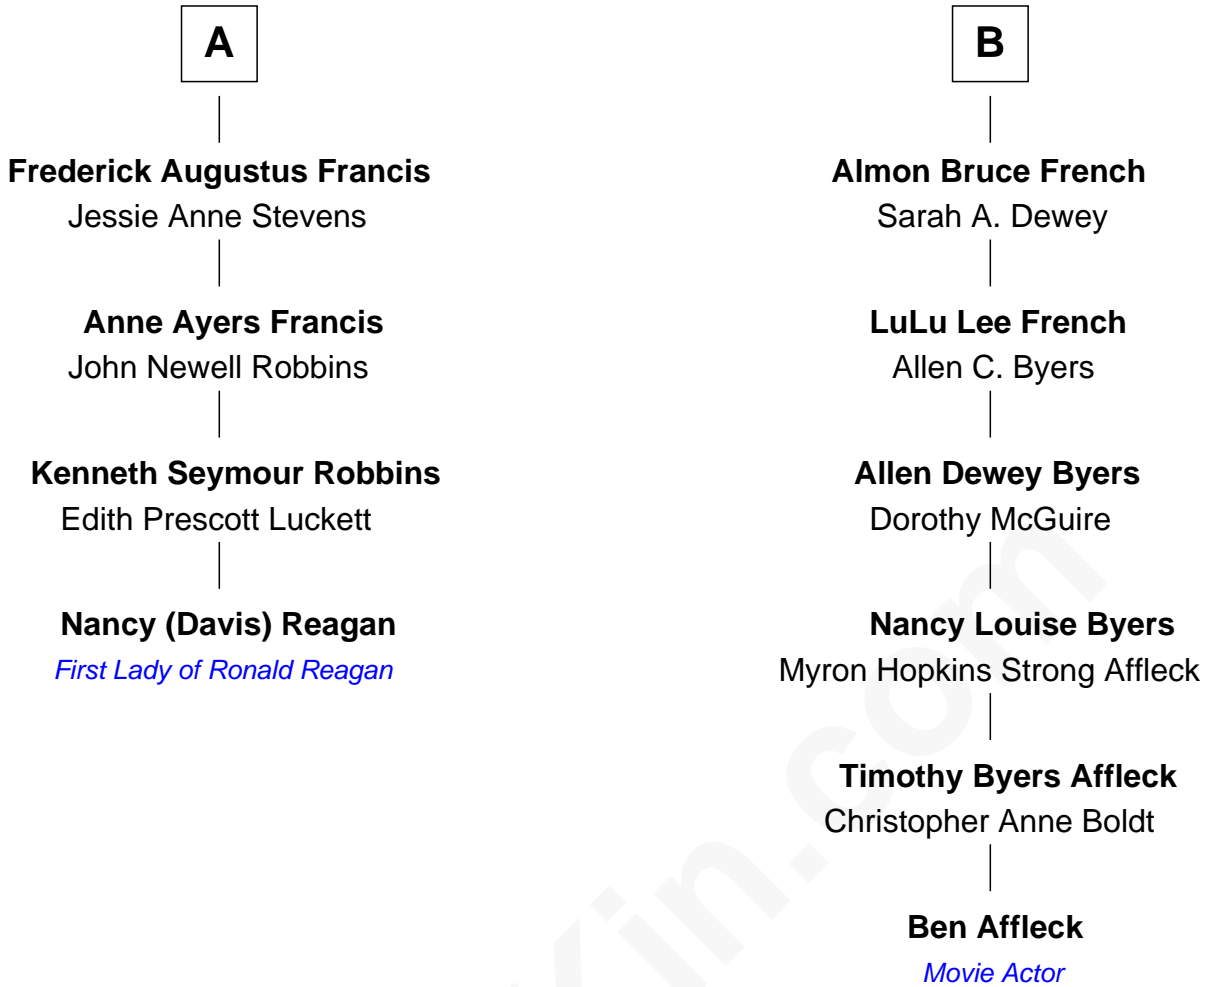 A
Frederick Augustus Francis
Jessie Anne Stevens
Anne Ayers Francis
John Newell Robbins
Kenneth Seymour Robbins
Edith Prescott Luckett
Nancy (Davis) Reagan
First Lady of Ronald Reagan
B
Almon Bruce French
Sarah A. Dewey
LuLu Lee French
Allen C. Byers
Allen Dewey Byers
Dorothy McGuire
Nancy Louise Byers
Myron Hopkins Strong Affleck
Timothy Byers Affleck
Christopher Anne Boldt
Ben Affleck
Movie Actor
Kin.com